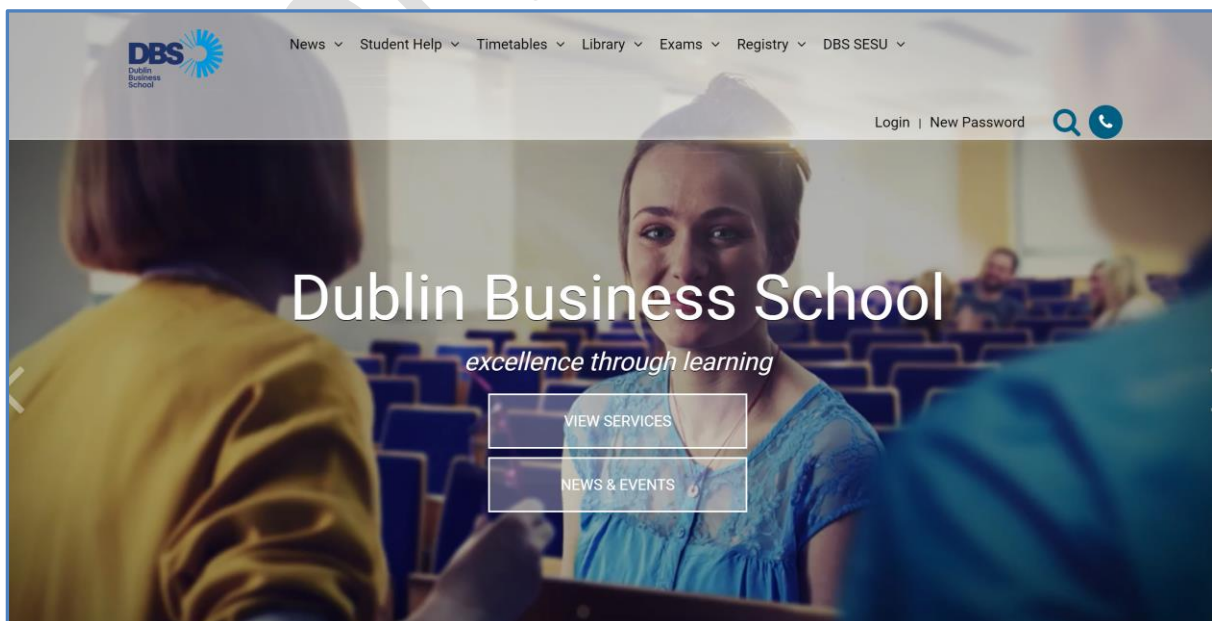 DBS
Dublin
Business
School
News Student Help Timetables Library Exams Registry DBS SESU
Login | New Password
Dublin Business School
excellence through learning
VIEW SERVICES
NEWS & EVENTS